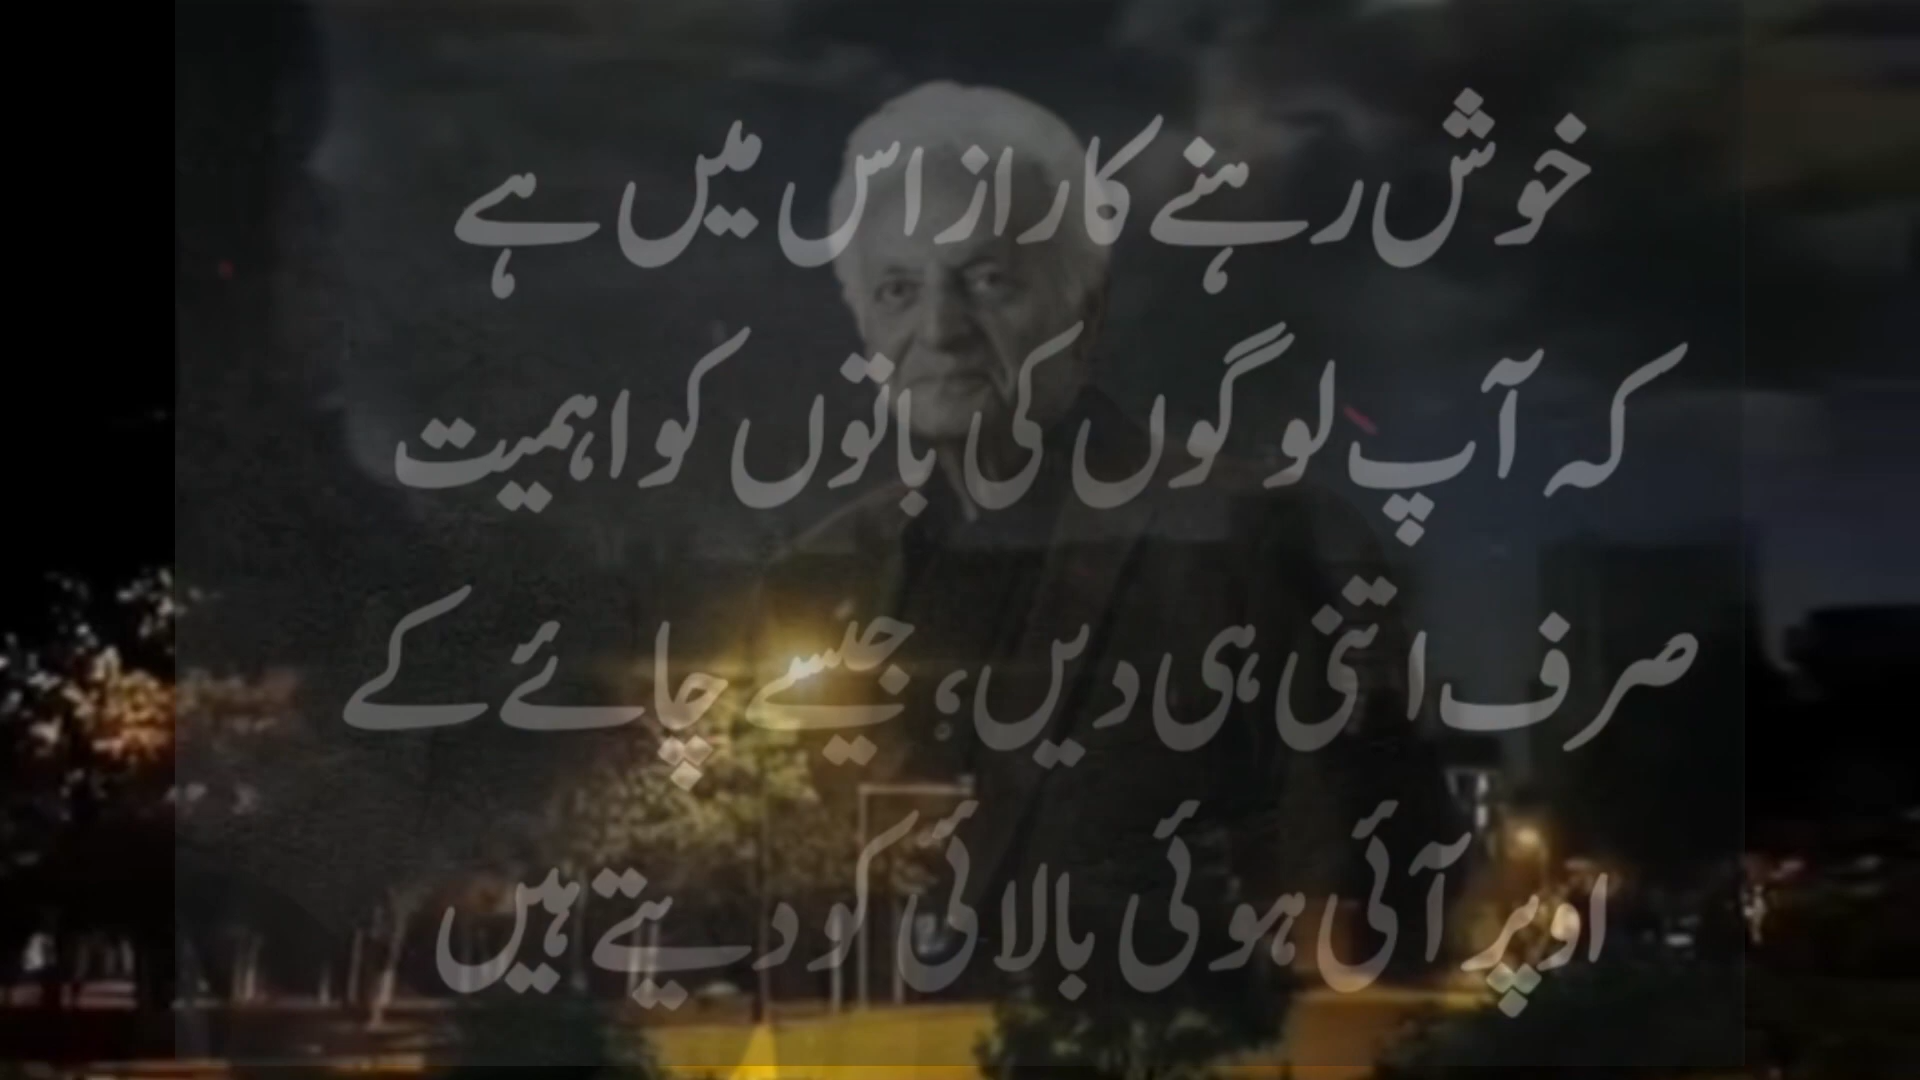 خوش رہنے کا راز اس میں ہے
کہ آپ لوگوں کی باتوں کو اہمیت
صرف اتنی ہی دیں، جیسے چائے کے
اوپر آئی ہوئی بالائی کو دیتے ہیں